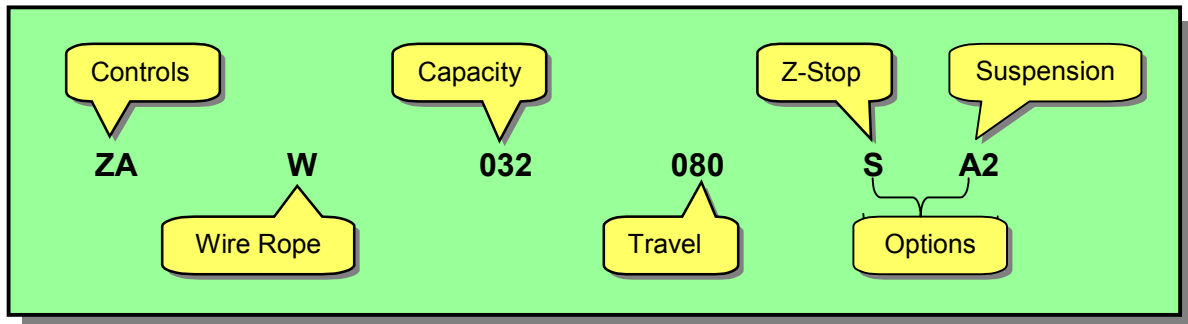 Controls Capacity Z-Stop Suspension
ZA W 032 080 S A2
Wire Rope Travel Options